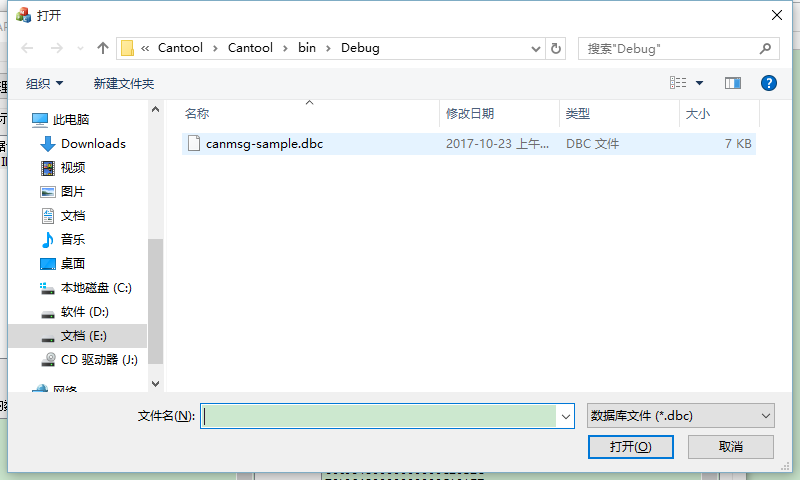 打开
« Cantool > Cantool > bin > Debug
搜索"Debug"
组织
新建文件夹
此电脑
Downloads
视频
图片
文档
音乐
桌面
本地磁盘 (C:)
软件 (D:)
文档 (E:)
CD 驱动器 (J:)
网络
名称 修改日期 类型 大小
canmsg-sample.dbc 2017-10-23 上午... DBC 文件 7 KB
文件名(N):
数据库文件 (*.dbc)
打开(O)
取消